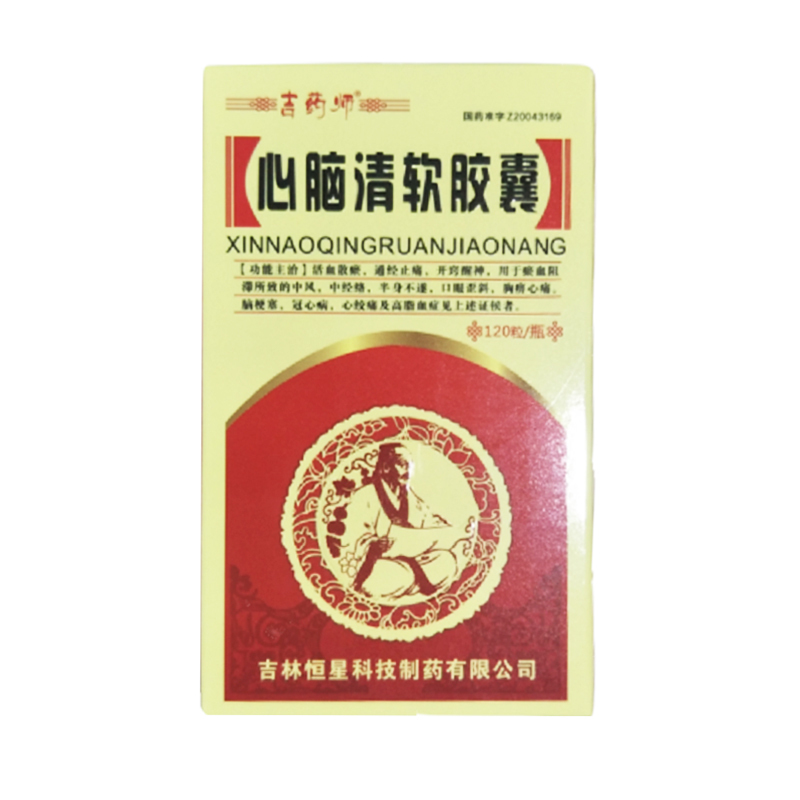 吉药师®
国药准字Z20043169
心脑清软胶囊
XINNAOQINGRUANJIAONANG
【功能主治】活血散瘀，通经止痛，开窍醒神，用于瘀血阻
滞所致的中风，中经络，半身不遂，口眼歪斜，胸痹心痛，
脑梗塞，冠心病，心绞痛及高脂血症见上述证候者。
120粒/瓶
吉林恒星科技制药有限公司